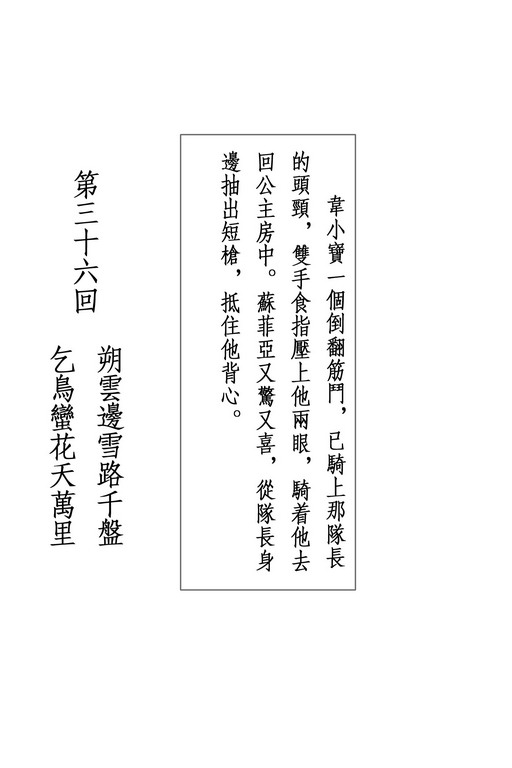 韋小寶一個倒翻筋鬥，已騎上那隊長
的頭頸，雙手食指壓上他兩眼，騎着他去
回公主房中。蘇菲亞又驚又喜，從隊長身
邊抽出短槍，抵住他背心。
第三十六回
朔雲邊雪路千盤
乞鳥蠻花天萬里